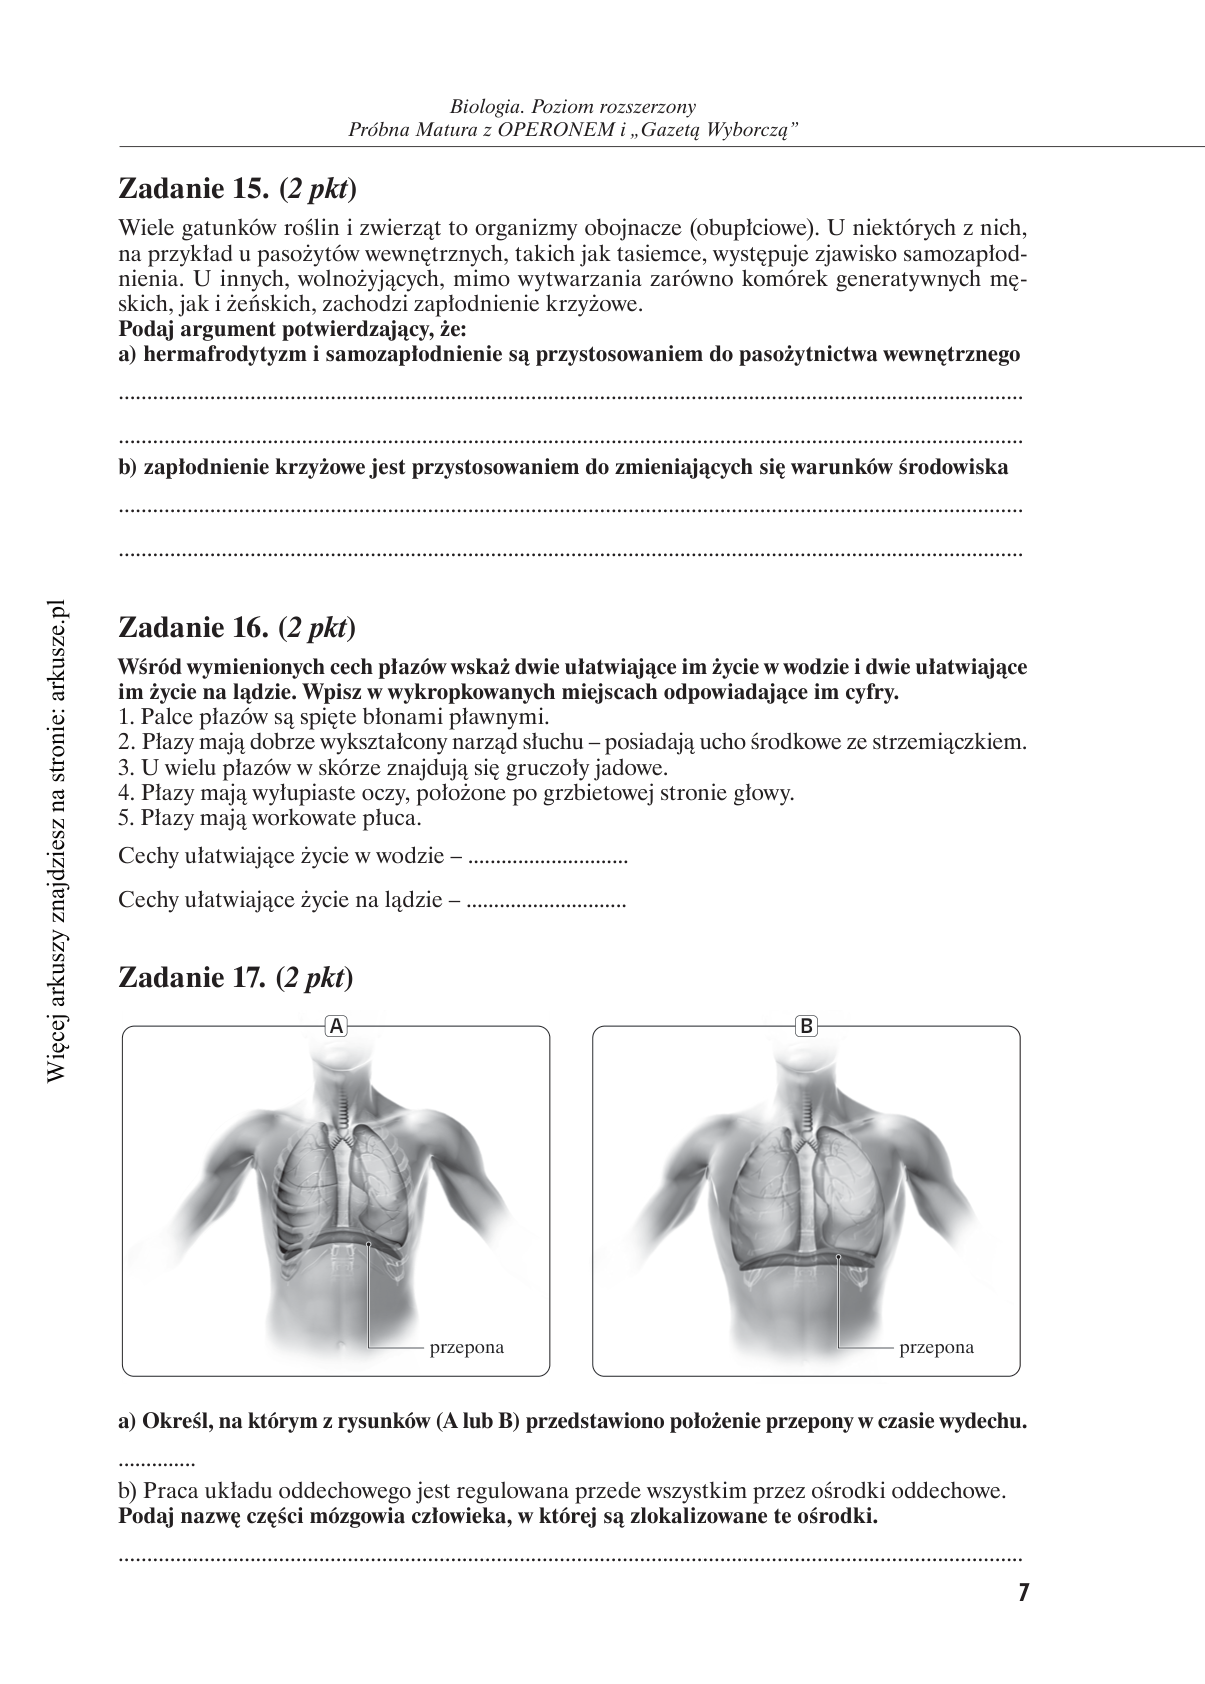 Biologia. Poziom rozszerzony
Próbna Matura z OPERONEM i „Gazetą Wyborczą”
Zadanie 15. (2 pkt)
Wiele gatunków roślin i zwierząt to organizmy obojnacze (obupłciowe). U niektórych z nich,
na przykład u pasożytów wewnętrznych, takich jak tasiemce, występuje zjawisko samozapłod-
nienia. U innych, wolnożyjących, mimo wytwarzania zarówno komórek generatywnych mę-
skich, jak i żeńskich, zachodzi zapłodnienie krzyżowe.
Podaj argument potwierdzający, że:
a) hermafrodytyzm i samozapłodnienie są przystosowaniem do pasożytnictwa wewnętrznego
................................................................................................................................................................
................................................................................................................................................................
b) zapłodnienie krzyżowe jest przystosowaniem do zmieniających się warunków środowiska
................................................................................................................................................................
................................................................................................................................................................
Zadanie 16. (2 pkt)
Wśród wymienionych cech płazów wskaż dwie ułatwiające im życie w wodzie i dwie ułatwiające
im życie na lądzie. Wpisz w wykropkowanych miejscach odpowiadające im cyfry.
1. Palce płazów są spięte błonami pławnymi.
2. Płazy mają dobrze wykształcony narząd słuchu – posiadają ucho środkowe ze strzemiączkiem.
3. U wielu płazów w skórze znajdują się gruczoły jadowe.
4. Płazy mają wyłupiaste oczy, położone po grzbietowej stronie głowy.
5. Płazy mają workowate płuca.
Cechy ułatwiające życie w wodzie – .............................
Cechy ułatwiające życie na lądzie – .............................
Zadanie 17. (2 pkt)
A
B
przepona
przepona
a) Określ, na którym z rysunków (A lub B) przedstawiono położenie przepony w czasie wydechu.
..............
b) Praca układu oddechowego jest regulowana przede wszystkim przez ośrodki oddechowe.
Podaj nazwę części mózgowia człowieka, w której są zlokalizowane te ośrodki.
................................................................................................................................................................
7
Więcej arkuszy znajdziesz na stronie: arkusze.pl